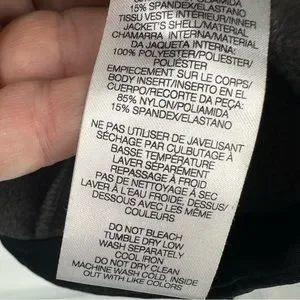 15% SPANDEX/ELASTANO
TISSU VESTE INTÉRIEUR/INNER
JACKET'S SHELL/MATERIAL
CHAMARRA INTERNA/MATERIAL
DA JAQUETA INTERNA:
100% POLYESTER/POLIESTER/
POLIÉSTER
EMPIECEMENT SUR LE CORPS/
BODY INSERT/INSERTO EN EL
CUERPO/RECORTE DA PEÇA:
85% NYLON/POLIAMIDA
15% SPANDEX/ELASTANO
NE PAS UTILISER DE JAVELISANT
SÉCHAGE PAR CULBUTAGE À
BASSE TEMPÉRATURE
LAVER SÉPARÉMENT
REPASSAGE À FROID
PAS DE NETTOYAGE À SEC
LAVER À L'EAU FROIDE, DESSUS/
DESSOUS AVEC LES MÊME
COULEURS
DO NOT BLEACH
TUMBLE DRY LOW
WASH SEPARATELY
COOL IRON
DO NOT DRY CLEAN
MACHINE WASH COLD, INSIDE
OUT WITH LIKE COLORS